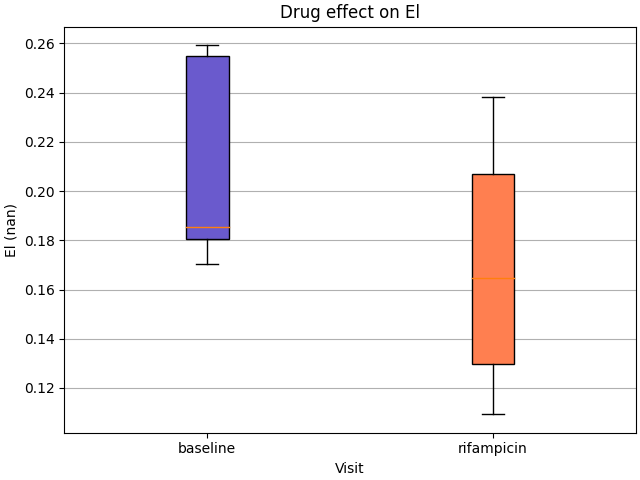 Drug effect on El
0.26
0.24
0.22
0.20
0.18
0.16
0.14
0.12
El (nan)
baseline
rifampicin
Visit